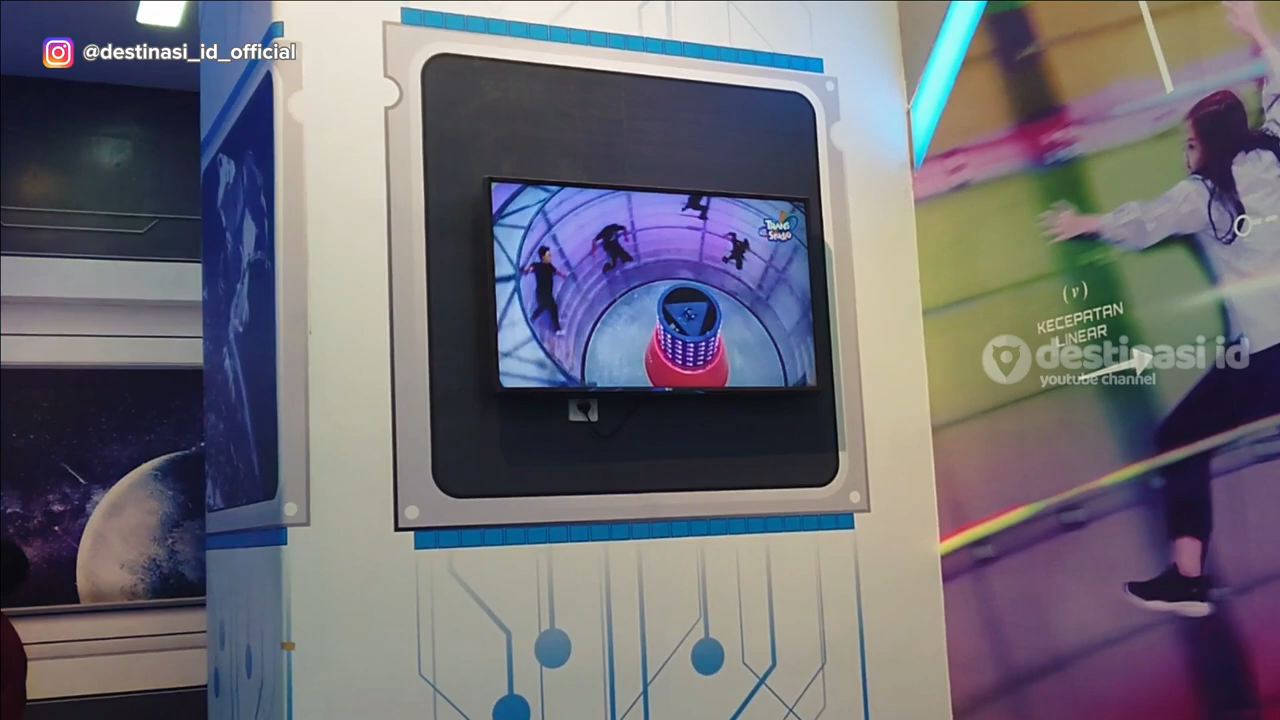 @destinasi_id_official
TRANS
Studio
(v)
KECEPATAN
LINEAR
destinasi id
youtube channel